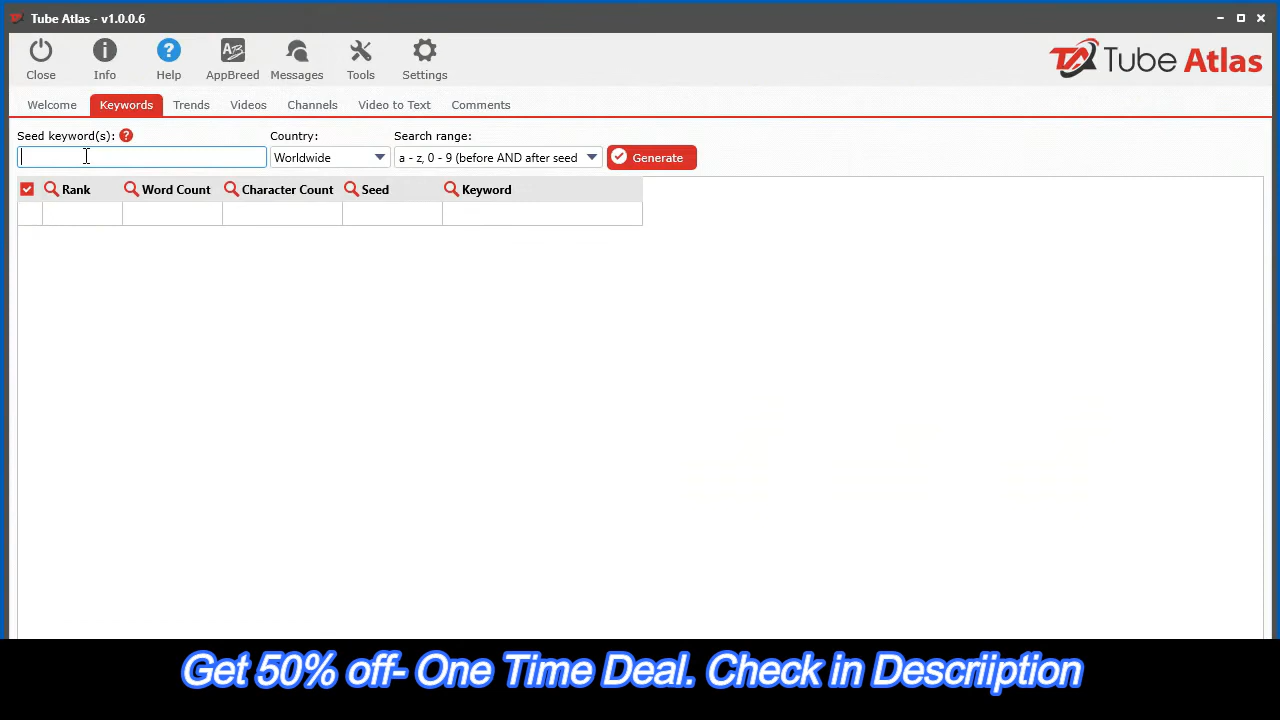 Tube Atlas - v1.0.0.6
Close Info Help AppBreed Messages Tools Settings
Tube Atlas
Welcome Keywords Trends Videos Channels Video to Text Comments
Seed keyword(s): ? Country: Search range:
Worldwide a - z, 0 - 9 (before AND after seed Generate
Rank Word Count Character Count Seed Keyword
Get 50% off- One Time Deal. Check in Descriiption